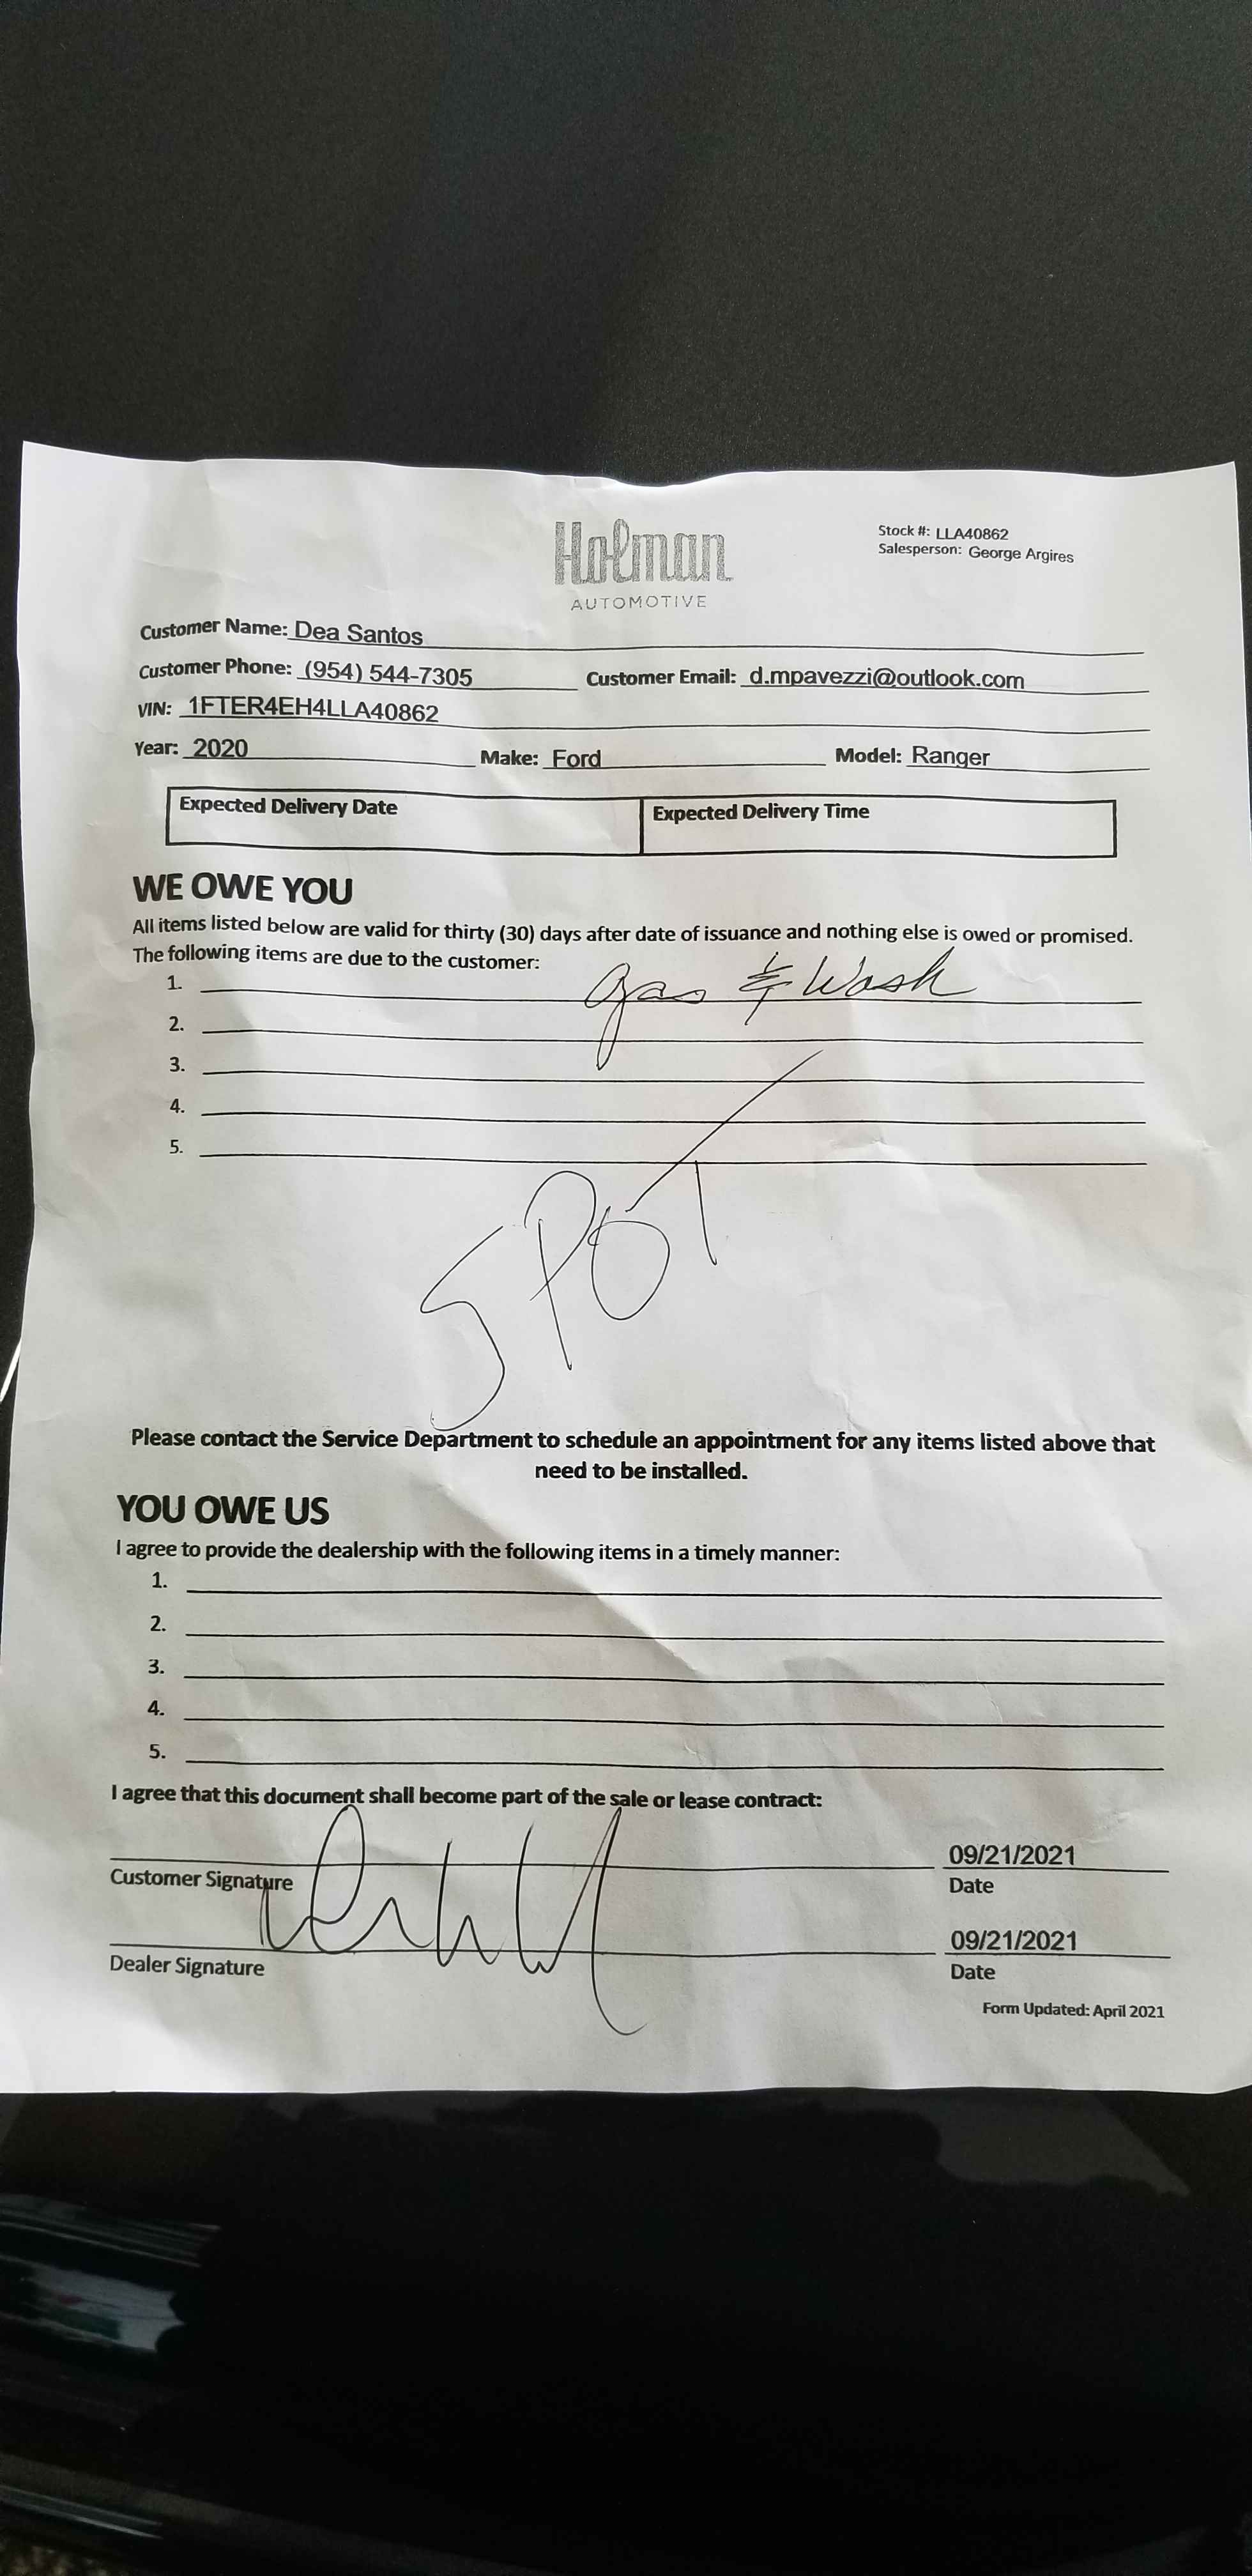 Holman
AUTOMOTIVE
Stock #: LLA40862
Salesperson: George Argires
Customer Name: Dea Santos
Customer Phone: (954) 544-7305 Customer Email: d.mpavezzi@outlook.com
VIN: 1FTER4EH4LLA40862
Year: 2020 Make: Ford Model: Ranger
Expected Delivery Date Expected Delivery Time
WE OWE YOU
All items listed below are valid for thirty (30) days after date of issuance and nothing else is owed or promised.
The following items are due to the customer:
1. Gas & Wash
2.
3.
4.
5.
SPOT
Please contact the Service Department to schedule an appointment for any items listed above that
need to be installed.
YOU OWE US
I agree to provide the dealership with the following items in a timely manner:
1.
2.
3.
4.
5.
I agree that this document shall become part of the sale or lease contract:
09/21/2021
Customer Signature Date
09/21/2021
Dealer Signature Date
Form Updated: April 2021